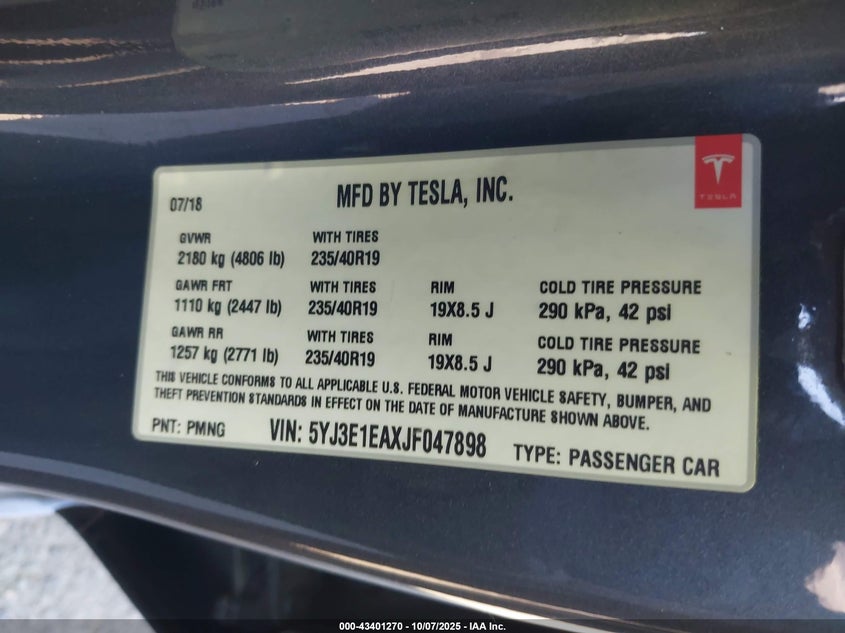 TESLA
07/18 MFD BY TESLA, INC.
GVWR WITH TIRES
2180 kg (4806 lb) 235/40R19
GAWR FRT WITH TIRES RIM COLD TIRE PRESSURE
1110 kg (2447 lb) 235/40R19 19X8.5 J 290 kPa, 42 psi
GAWR RR WITH TIRES RIM COLD TIRE PRESSURE
1257 kg (2771 lb) 235/40R19 19X8.5 J 290 kPa, 42 psi
THIS VEHICLE CONFORMS TO ALL APPLICABLE U.S. FEDERAL MOTOR VEHICLE SAFETY, BUMPER, AND
THEFT PREVENTION STANDARDS IN EFFECT ON THE DATE OF MANUFACTURE SHOWN ABOVE.
PNT: PMNG VIN: 5YJ3E1EAXJF047898 TYPE: PASSENGER CAR
000-43401270 - 10/07/2025 - IAA Inc.